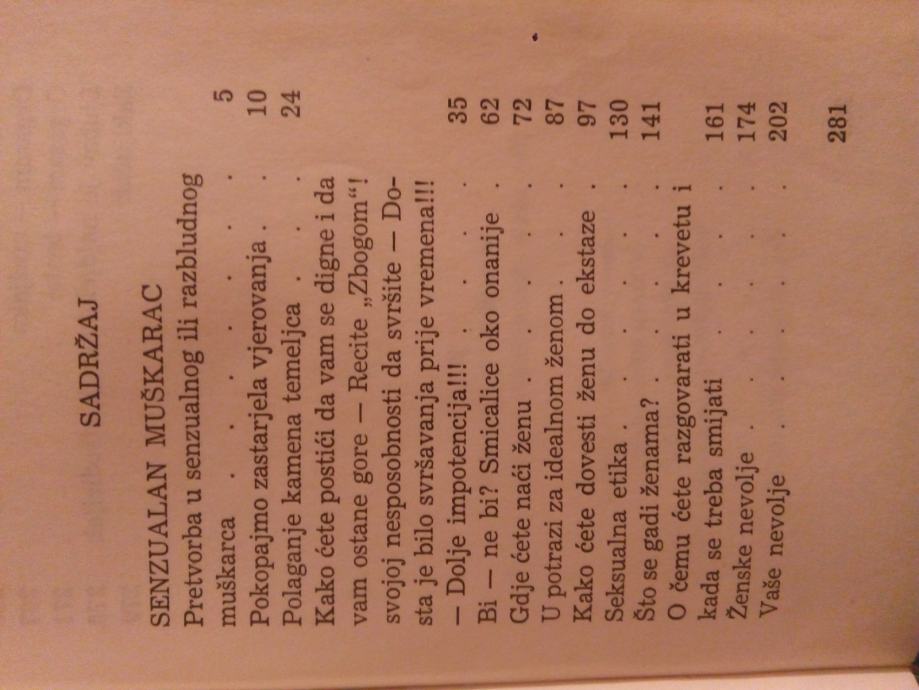 SADRŽAJ
SENZUALAN MUŠKARAC
Pretvorba u senzualnog ili razbludnog
muškarca . . . . . . . 5
Pokopajmo zastarjela vjerovanja . . 10
Polaganje kamena temeljca . . . 24
Kako ćete postići da vam se digne i da
vam ostane gore — Recite „Zbogom“!
svojoj nesposobnosti da svršite — Do-
sta je bilo svršavanja prije vremena!!!
— Dolje impotencija!!! . . . . 35
Bi — ne bi? Smicalice oko onanije . 62
Gdje ćete naći ženu . . . . . 72
U potrazi za idealnom ženom . . . 87
Kako ćete dovesti ženu do ekstaze . 97
Seksualna etika . . . . . . 130
Što se gadi ženama? . . . . . 141
O čemu ćete razgovarati u krevetu i
kada se treba smijati . . . . 161
Ženske nevolje . . . . . . 174
Vaše nevolje . . . . . . 202
281